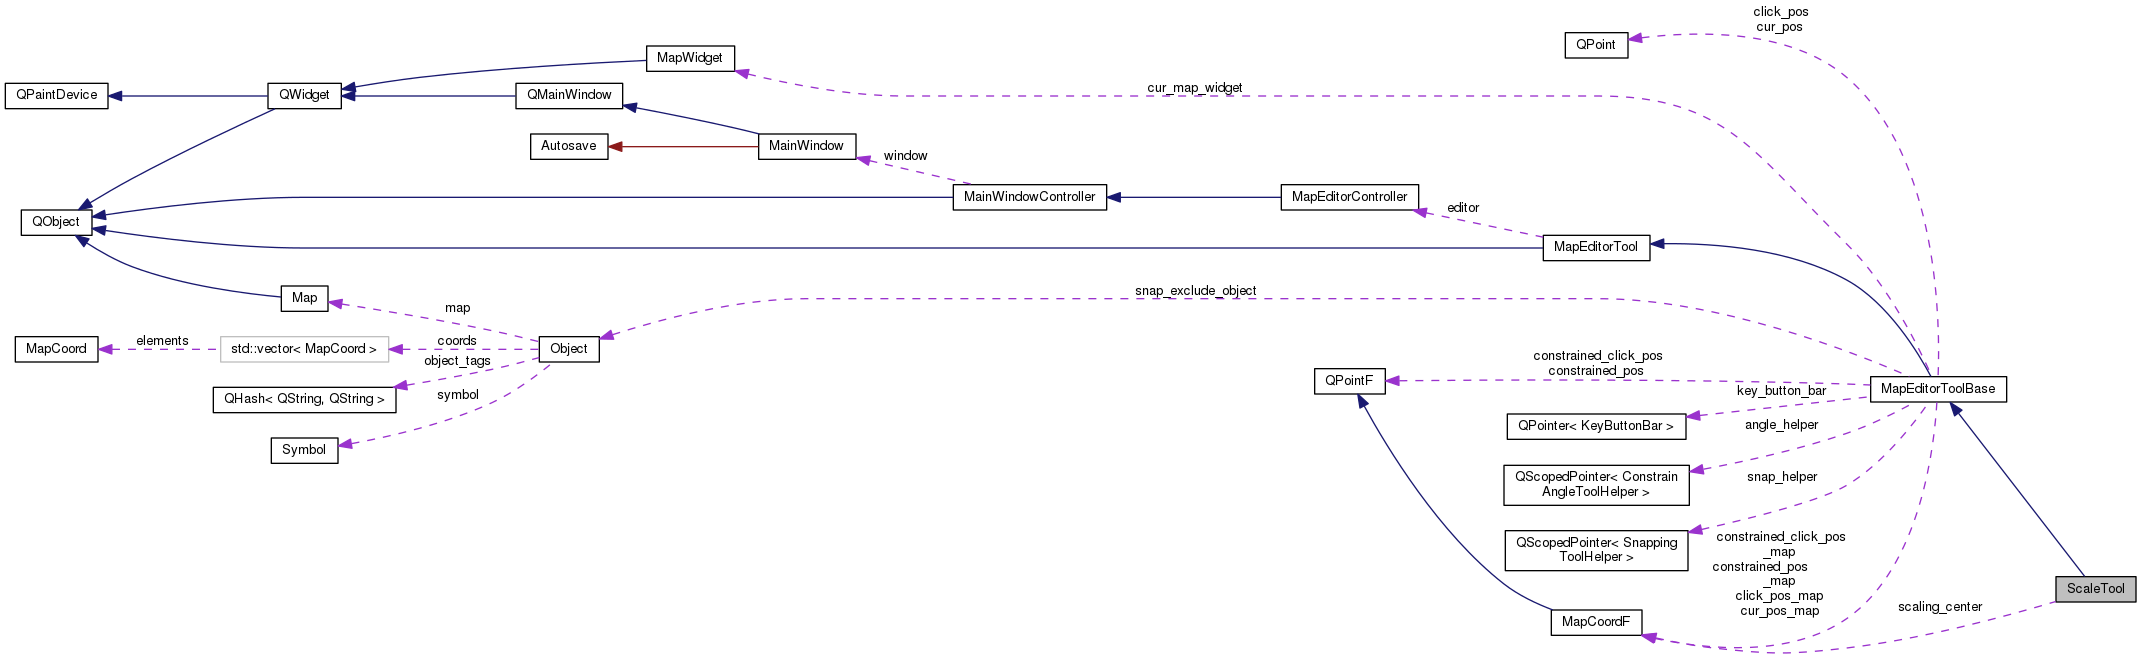 click_pos
cur_pos
QPoint
MapWidget
cur_map_widget
QPaintDevice
QWidget
QMainWindow
Autosave
MainWindow
window
MainWindowController
MapEditorController
editor
QObject
MapEditorTool
Map
map
snap_exclude_object
MapCoord
elements
std::vector< MapCoord >
coords
Object
object_tags
QHash< QString, QString >
symbol
Symbol
constrained_click_pos
constrained_pos
QPointF
MapEditorToolBase
key_button_bar
QPointer< KeyButtonBar >
angle_helper
QScopedPointer< Constrain
AngleToolHelper >
snap_helper
QScopedPointer< Snapping
ToolHelper >
constrained_click_pos
_map
constrained_pos
_map
click_pos_map
cur_pos_map
ScaleTool
scaling_center
MapCoordF